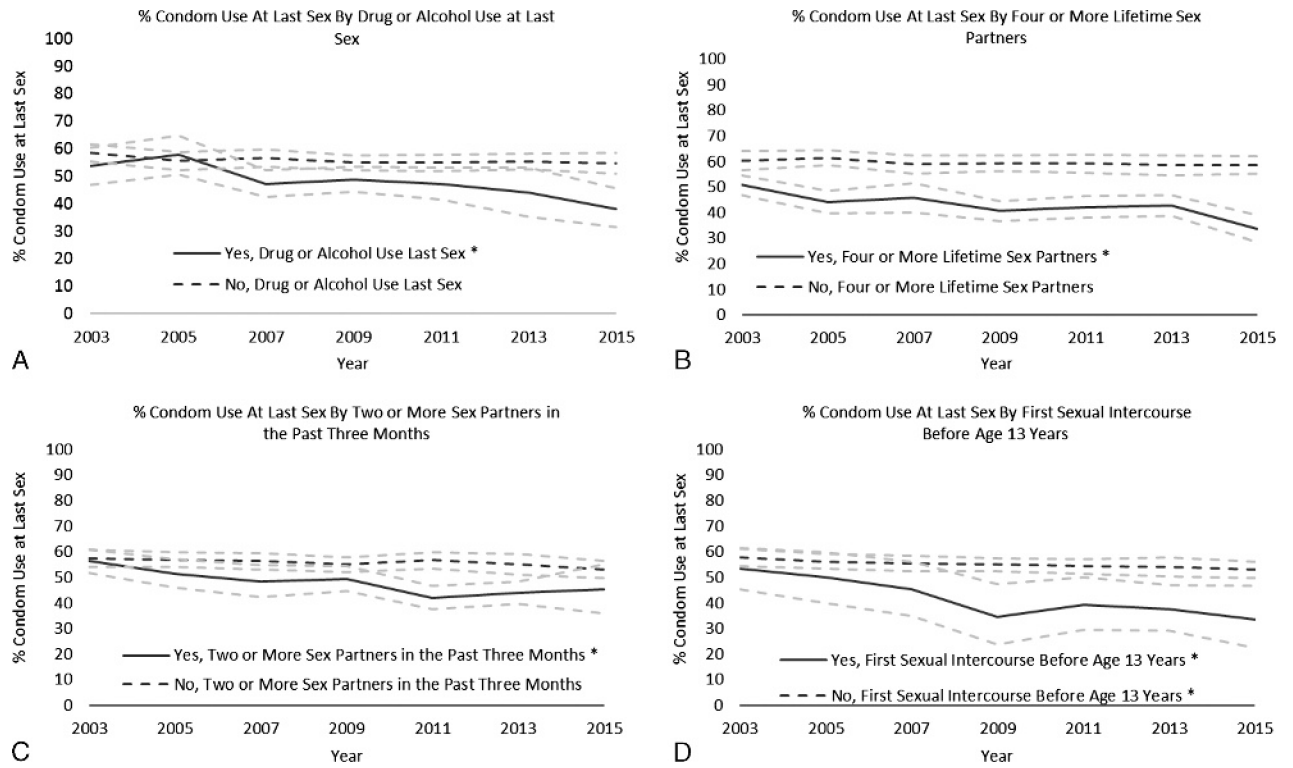 % Condom Use At Last Sex By Drug or Alcohol Use at Last
Sex
% Condom Use at Last Sex
100
90
80
70
60
50
40
30
20
10
0
Yes, Drug or Alcohol Use Last Sex *
No, Drug or Alcohol Use Last Sex
2003 2005 2007 2009 2011 2013 2015
Year
A
% Condom Use At Last Sex By Four or More Lifetime Sex
Partners
% Condom Use at Last Sex
100
90
80
70
60
50
40
30
20
10
0
Yes, Four or More Lifetime Sex Partners *
No, Four or More Lifetime Sex Partners
2003 2005 2007 2009 2011 2013 2015
Year
B
% Condom Use At Last Sex By Two or More Sex Partners in
the Past Three Months
% Condom Use at Last Sex
100
90
80
70
60
50
40
30
20
10
0
Yes, Two or More Sex Partners in the Past Three Months *
No, Two or More Sex Partners in the Past Three Months
2003 2005 2007 2009 2011 2013 2015
Year
C
% Condom Use At Last Sex By First Sexual Intercourse
Before Age 13 Years
% Condom Use at Last Sex
100
90
80
70
60
50
40
30
20
10
0
Yes, First Sexual Intercourse Before Age 13 Years *
No, First Sexual Intercourse Before Age 13 Years *
2003 2005 2007 2009 2011 2013 2015
Year
D